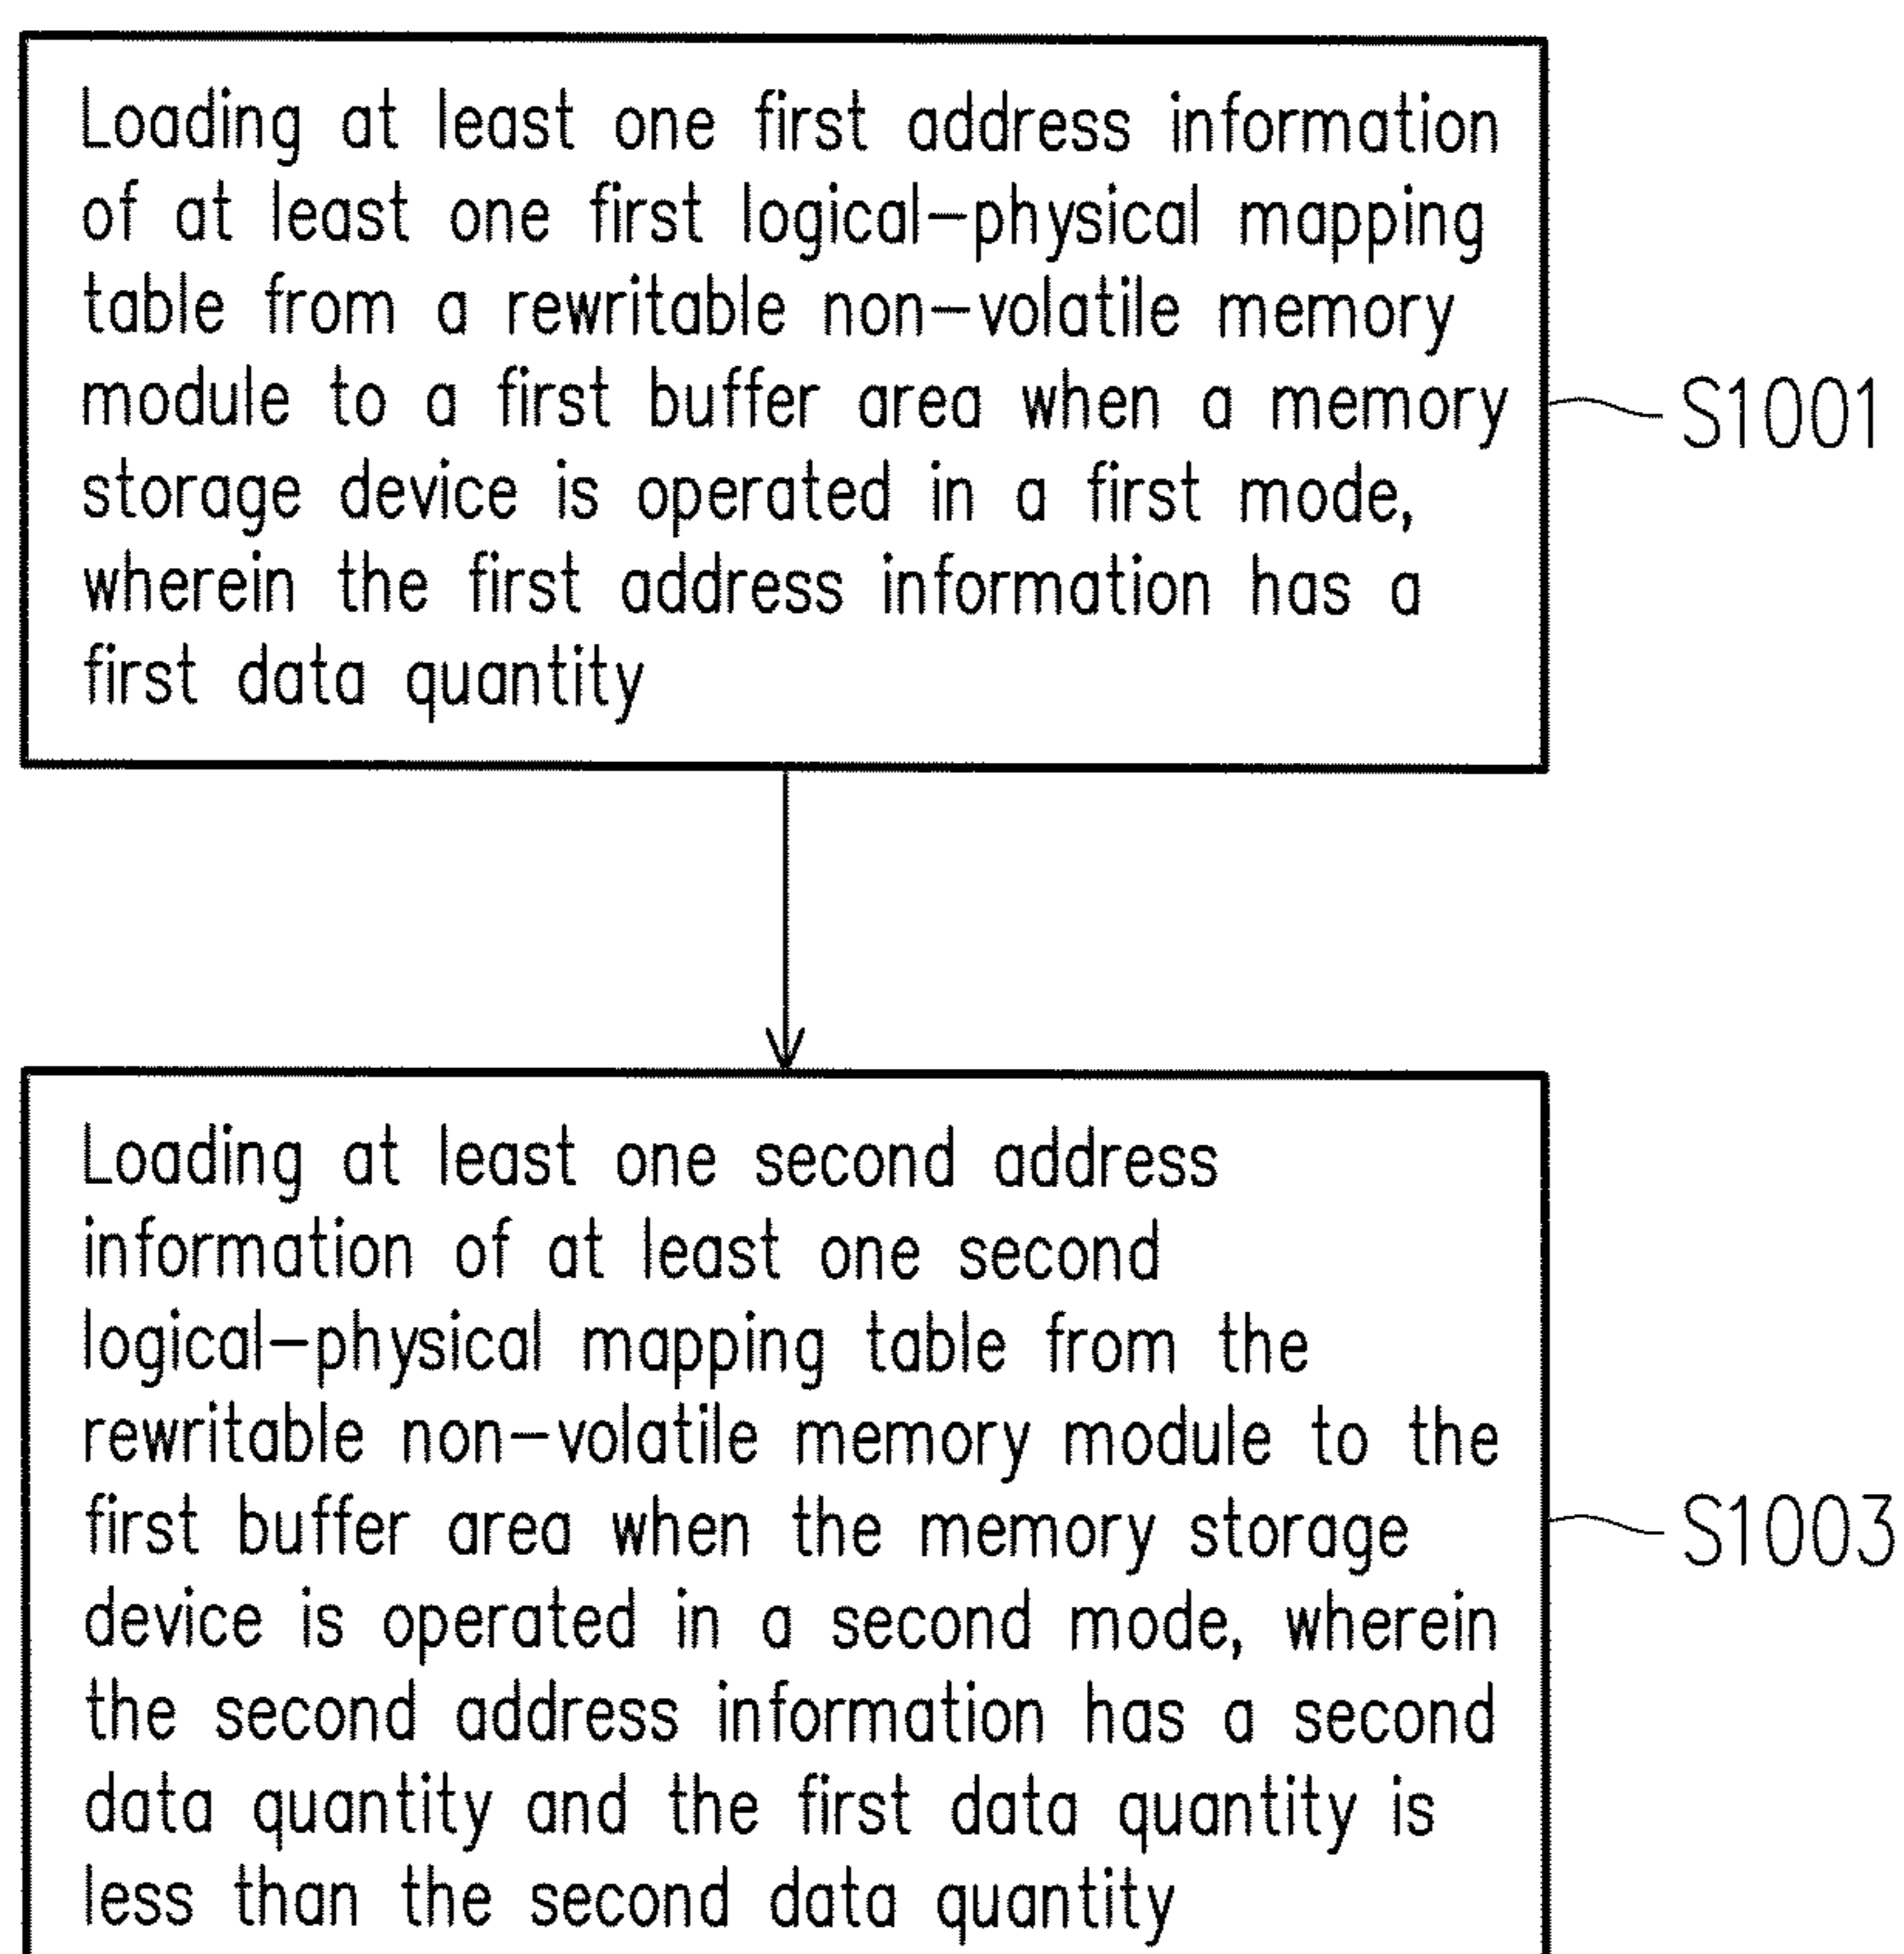 Loading at least one first address information
of at least one first logical-physical mapping
table from a rewritable non-volatile memory
module to a first buffer area when a memory
storage device is operated in a first mode,
wherein the first address information has a
first data quantity
S1001
Loading at least one second address
information of at least one second
logical-physical mapping table from the
rewritable non-volatile memory module to the
first buffer area when the memory storage
device is operated in a second mode, wherein
the second address information has a second
data quantity and the first data quantity is
less than the second data quantity
S1003